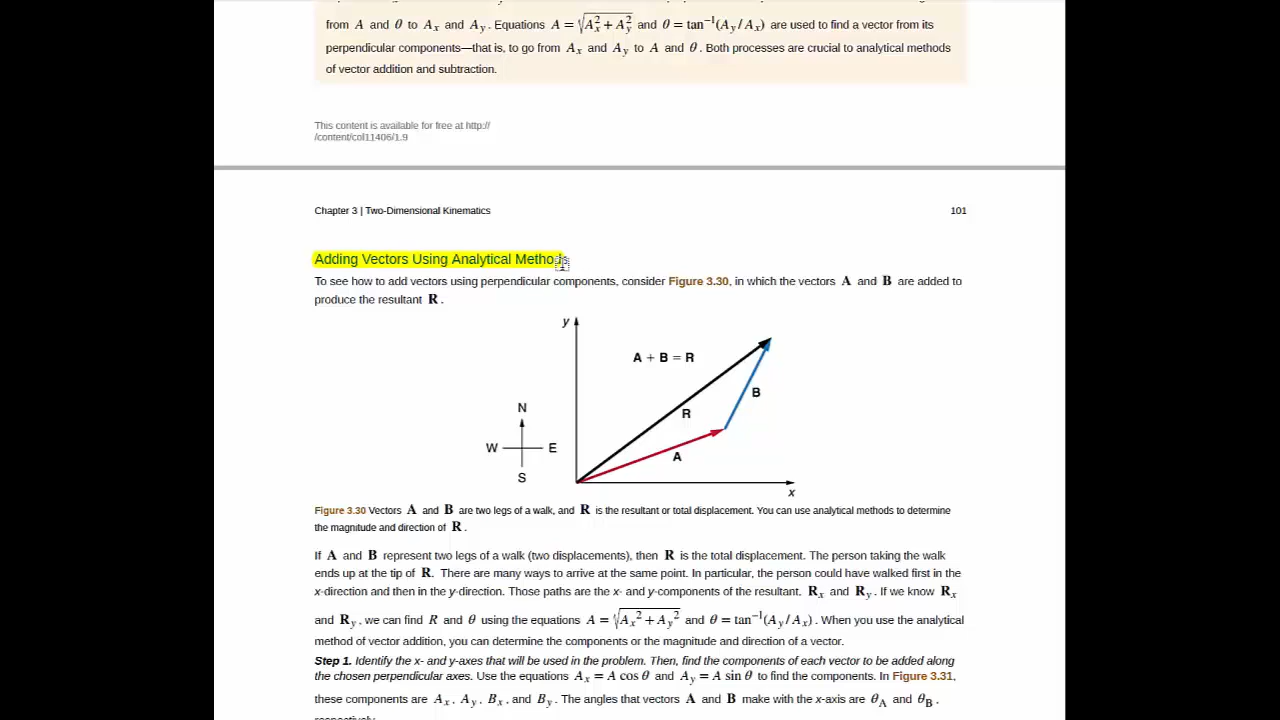 from A and θ to Aₓ and A_y. Equations A = √(Aₓ² + A_y²) and θ = tan⁻¹(A_y / Aₓ) are used to find a vector from its
perpendicular components—that is, to go from Aₓ and A_y to A and θ. Both processes are crucial to analytical methods
of vector addition and subtraction.
This content is available for free at http://
/content/col11406/1.9
Chapter 3 | Two-Dimensional Kinematics 101
Adding Vectors Using Analytical Methods
To see how to add vectors using perpendicular components, consider Figure 3.30, in which the vectors A and B are added to
produce the resultant R.
y
A + B = R
B
N
R
W E
A
S
x
Figure 3.30 Vectors A and B are two legs of a walk, and R is the resultant or total displacement. You can use analytical methods to determine
the magnitude and direction of R.
If A and B represent two legs of a walk (two displacements), then R is the total displacement. The person taking the walk
ends up at the tip of R. There are many ways to arrive at the same point. In particular, the person could have walked first in the
x-direction and then in the y-direction. Those paths are the x- and y-components of the resultant, Rₓ and R_y. If we know Rₓ
and R_y, we can find R and θ using the equations A = √(Aₓ² + A_y²) and θ = tan⁻¹(A_y / Aₓ). When you use the analytical
method of vector addition, you can determine the components or the magnitude and direction of a vector.
Step 1. Identify the x- and y-axes that will be used in the problem. Then, find the components of each vector to be added along
the chosen perpendicular axes. Use the equations Aₓ = A cos θ and A_y = A sin θ to find the components. In Figure 3.31,
these components are Aₓ, A_y, Bₓ, and B_y. The angles that vectors A and B make with the x-axis are θ_A and θ_B,
respectively.